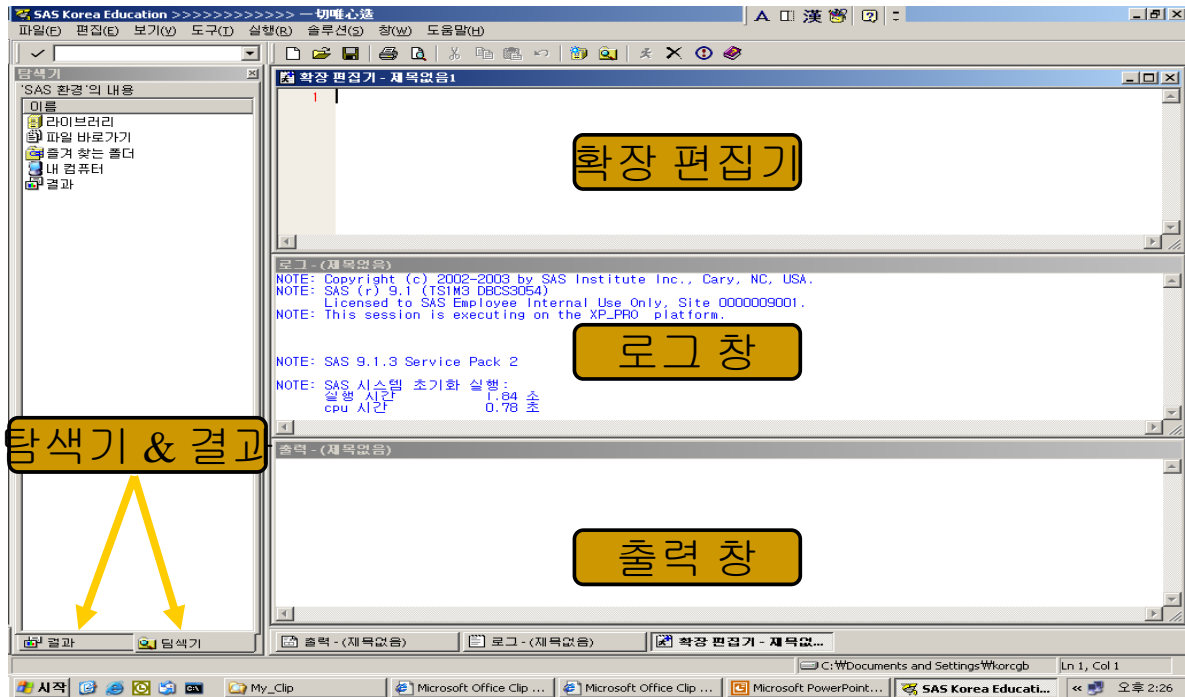 SAS Korea Education >>>>>>>>>>>>> — 切唯心造
A 漢
파일(F) 편집(E) 보기(V) 도구(T) 실행(R) 솔루션(S) 창(W) 도움말(H)
탐색기
'SAS 환경'의 내용
이름
라이브러리
파일 바로가기
즐겨 찾는 폴더
내 컴퓨터
결과
확장 편집기 - 제목없음1
1
확장 편집기
로그 - (제목없음)
NOTE: Copyright (c) 2002-2003 by SAS Institute Inc., Cary, NC, USA.
NOTE: SAS (r) 9.1 (TS1M3 DBCS3054)
Licensed to SAS Employee Internal Use Only, Site 0000009001.
NOTE: This session is executing on the XP_PRO platform.
NOTE: SAS 9.1.3 Service Pack 2
NOTE: SAS 시스템 초기화 실행:
실행 시간 1.84 초
cpu 시간 0.78 초
로그 창
탐색기 & 결과
출력 - (제목없음)
출력 창
결과
탐색기
출력 - (제목없음)
로그 - (제목없음)
확장 편집기 - 제목없...
C:₩Documents and Settings₩korcgb
Ln 1, Col 1
시작
My_Clip
Microsoft Office Clip ...
Microsoft Office Clip ...
Microsoft PowerPoint...
SAS Korea Educati...
오후 2:26